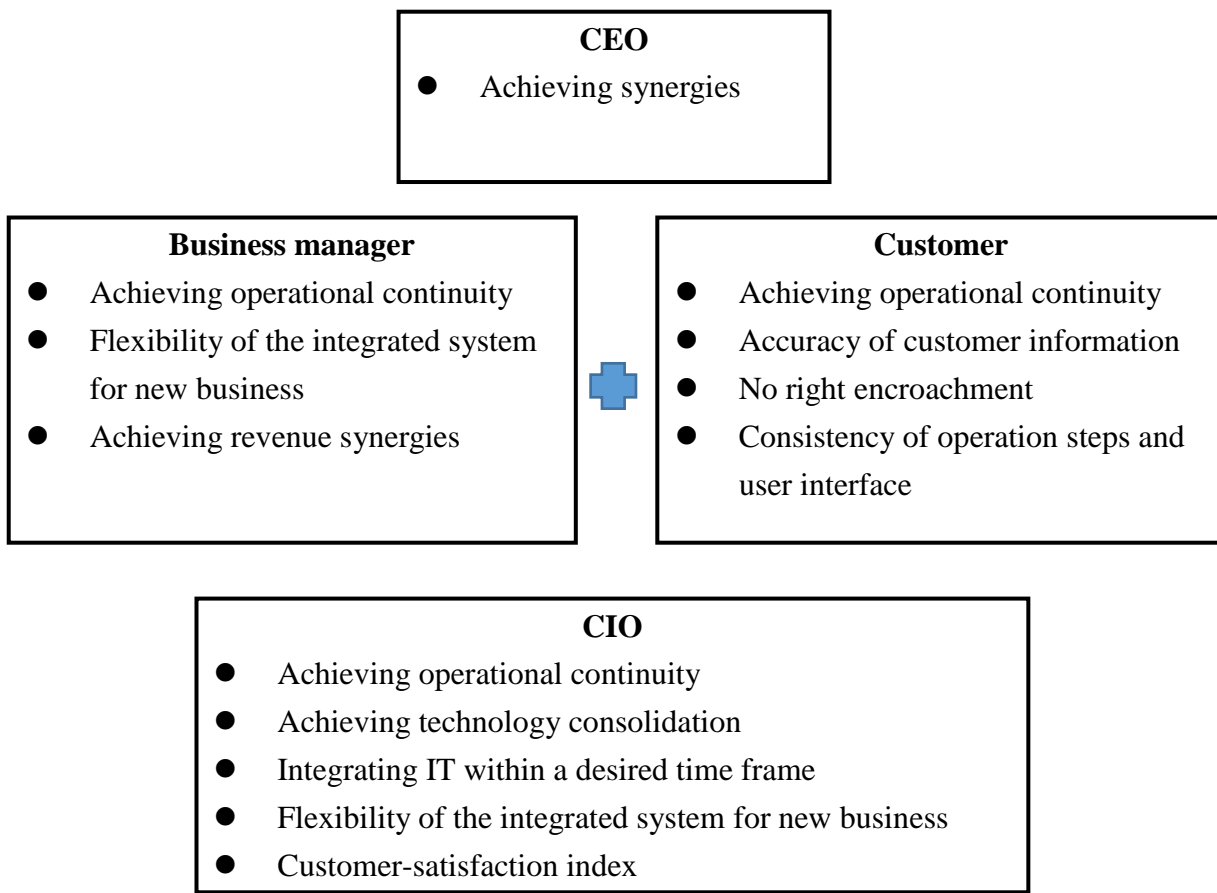 CEO
● Achieving synergies
Business manager
● Achieving operational continuity
● Flexibility of the integrated system
for new business
● Achieving revenue synergies
Customer
● Achieving operational continuity
● Accuracy of customer information
● No right encroachment
● Consistency of operation steps and
user interface
CIO
● Achieving operational continuity
● Achieving technology consolidation
● Integrating IT within a desired time frame
● Flexibility of the integrated system for new business
● Customer-satisfaction index